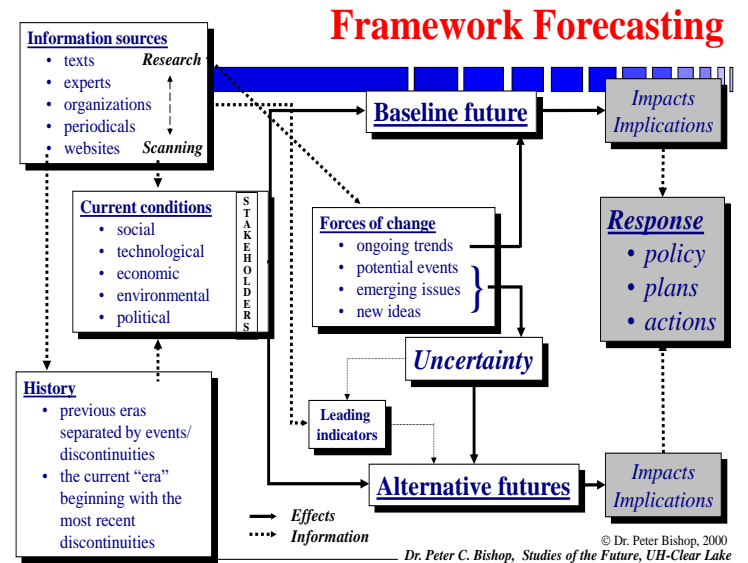 Framework Forecasting
Information sources
• texts
Research
• experts
• organizations
• periodicals
• websites
Scanning
Baseline future
Impacts
Implications
Current conditions
• social
• technological
• economic
• environmental
• political
STAKEHOLDERS
Forces of change
• ongoing trends
• potential events
• emerging issues
• new ideas
}
Response
• policy
• plans
• actions
Uncertainty
History
• previous eras
separated by events/
discontinuities
• the current “era”
beginning with the
most recent
discontinuities
Leading
indicators
Alternative futures
Impacts
Implications
Effects
Information
© Dr. Peter Bishop, 2000
Dr. Peter C. Bishop, Studies of the Future, UH-Clear Lake